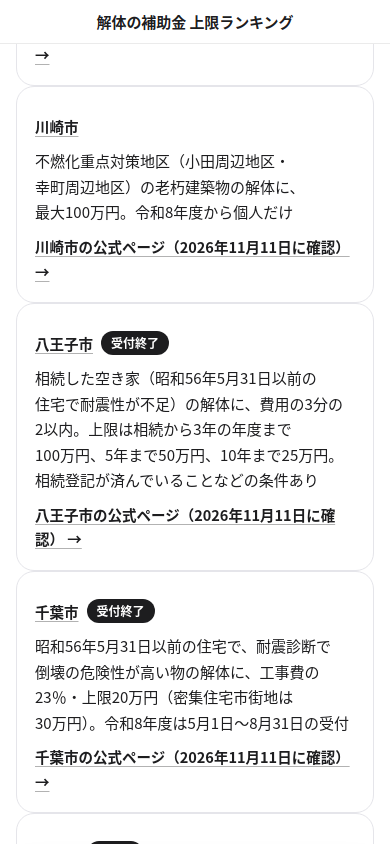 解体の補助金 上限ランキング
→
川崎市
不燃化重点対策地区（小田周辺地区・
幸町周辺地区）の老朽建築物の解体に、
最大100万円。令和8年度から個人だけ
川崎市の公式ページ（2026年11月11日に確認）
→
八王子市 受付終了
相続した空き家（昭和56年5月31日以前の
住宅で耐震性が不足）の解体に、費用の3分の
2以内。上限は相続から3年の年度まで
100万円、5年まで50万円、10年まで25万円。
相続登記が済んでいることなどの条件あり
八王子市の公式ページ（2026年11月11日に確
認） →
千葉市 受付終了
昭和56年5月31日以前の住宅で、耐震診断で
倒壊の危険性が高い物の解体に、工事費の
23%・上限20万円（密集住宅市街地は
30万円）。令和8年度は5月1日〜8月31日の受付
千葉市の公式ページ（2026年11月11日に確認）
→